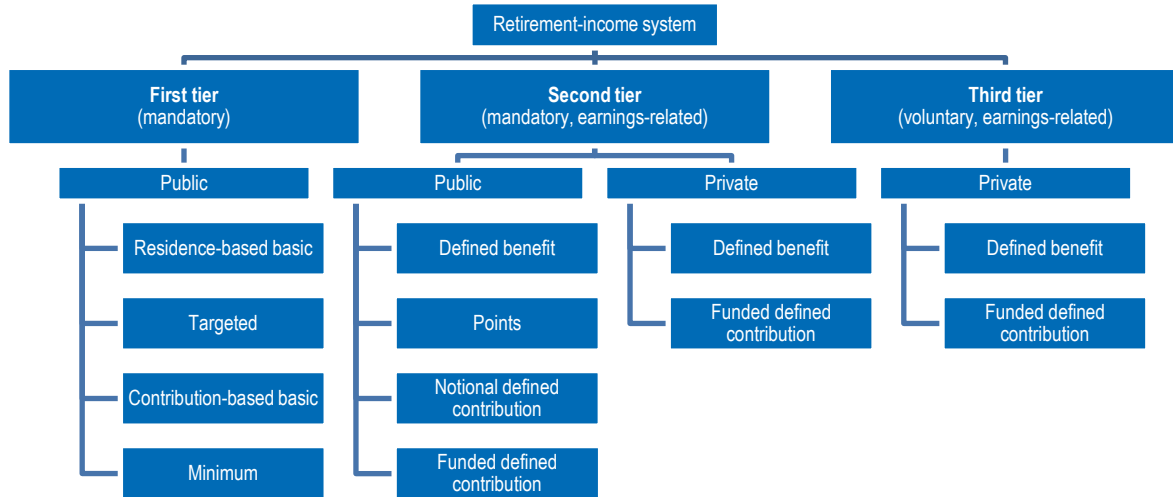 Retirement-income system
First tier
(mandatory)
Second tier
(mandatory, earnings-related)
Third tier
(voluntary, earnings-related)
Public
Residence-based basic
Targeted
Contribution-based basic
Minimum
Public
Defined benefit
Points
Notional defined
contribution
Funded defined
contribution
Private
Defined benefit
Funded defined
contribution
Private
Defined benefit
Funded defined
contribution